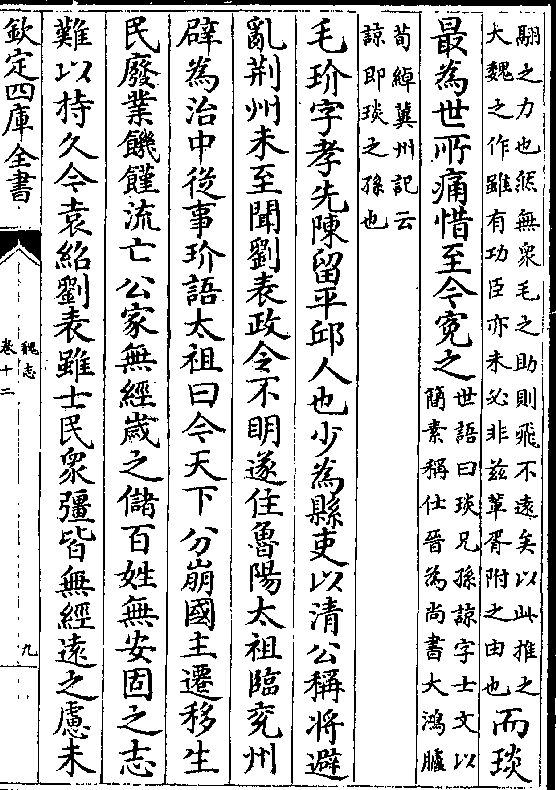 翮之力也然無衆毛之助則飛不遠矣以此推之
大魏之作雖有功臣亦未必非兹輩胥附之由也
而琰
最為世所痛惜至今寃之
世語曰琰兄孫諒字士文以
簡素稱仕晉為尚書大鴻臚
荀綽冀州記云
諒即琰之孫也
毛玠字孝先陳留平邱人也少為縣吏以清公稱將避
亂荆州未至聞劉表政令不明遂住魯陽太祖臨兖州
辟為治中從事玠語太祖曰今天下分崩國主遷移生
民廢業饑饉流亡公家無經歲之儲百姓無安固之志
難以持久今袁紹劉表雖士民衆彊皆無經遠之慮未
欽定四庫全書
魏志
卷十二
九